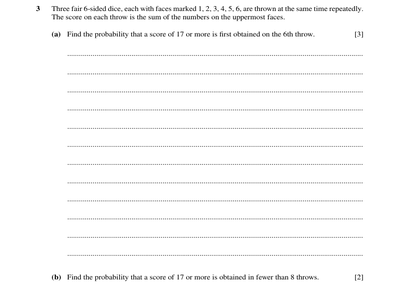 3 Three fair 6-sided dice, each with faces marked 1, 2, 3, 4, 5, 6, are thrown at the same time repeatedly.
The score on each throw is the sum of the numbers on the uppermost faces.
(a) Find the probability that a score of 17 or more is first obtained on the 6th throw. [3]
(b) Find the probability that a score of 17 or more is obtained in fewer than 8 throws. [2]